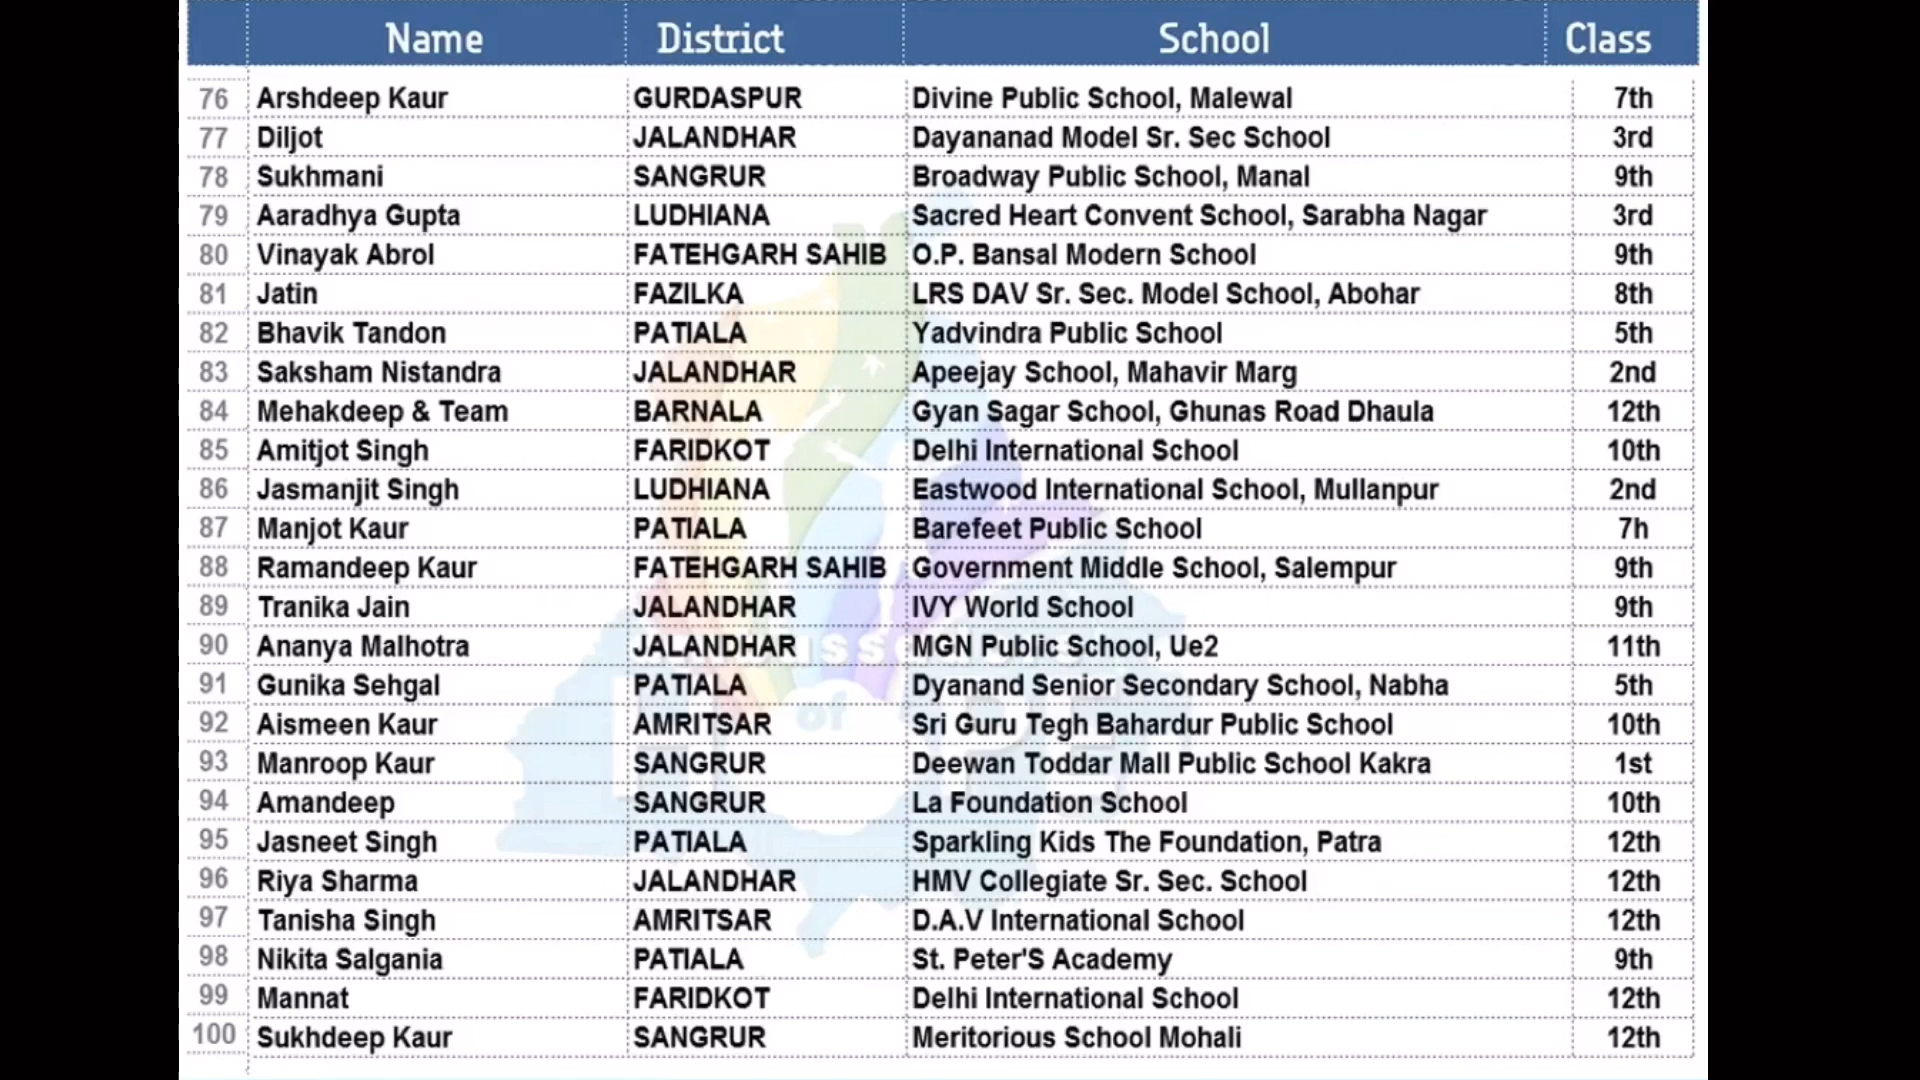 Name District School Class
76 Arshdeep Kaur GURDASPUR Divine Public School, Malewal 7th
77 Diljot JALANDHAR Dayananad Model Sr. Sec School 3rd
78 Sukhmani SANGRUR Broadway Public School, Manal 9th
79 Aaradhya Gupta LUDHIANA Sacred Heart Convent School, Sarabha Nagar 3rd
80 Vinayak Abrol FATEHGARH SAHIB O.P. Bansal Modern School 9th
81 Jatin FAZILKA LRS DAV Sr. Sec. Model School, Abohar 8th
82 Bhavik Tandon PATIALA Yadvindra Public School 5th
83 Saksham Nistandra JALANDHAR Apeejay School, Mahavir Marg 2nd
84 Mehakdeep & Team BARNALA Gyan Sagar School, Ghunas Road Dhaula 12th
85 Amitjot Singh FARIDKOT Delhi International School 10th
86 Jasmanjit Singh LUDHIANA Eastwood International School, Mullanpur 2nd
87 Manjot Kaur PATIALA Barefeet Public School 7h
88 Ramandeep Kaur FATEHGARH SAHIB Government Middle School, Salempur 9th
89 Tranika Jain JALANDHAR IVY World School 9th
90 Ananya Malhotra JALANDHAR MGN Public School, Ue2 11th
91 Gunika Sehgal PATIALA Dyanand Senior Secondary School, Nabha 5th
92 Aismeen Kaur AMRITSAR Sri Guru Tegh Bahardur Public School 10th
93 Manroop Kaur SANGRUR Deewan Toddar Mall Public School Kakra 1st
94 Amandeep SANGRUR La Foundation School 10th
95 Jasneet Singh PATIALA Sparkling Kids The Foundation, Patra 12th
96 Riya Sharma JALANDHAR HMV Collegiate Sr. Sec. School 12th
97 Tanisha Singh AMRITSAR D.A.V International School 12th
98 Nikita Salgania PATIALA St. Peter'S Academy 9th
99 Mannat FARIDKOT Delhi International School 12th
100 Sukhdeep Kaur SANGRUR Meritorious School Mohali 12th
of